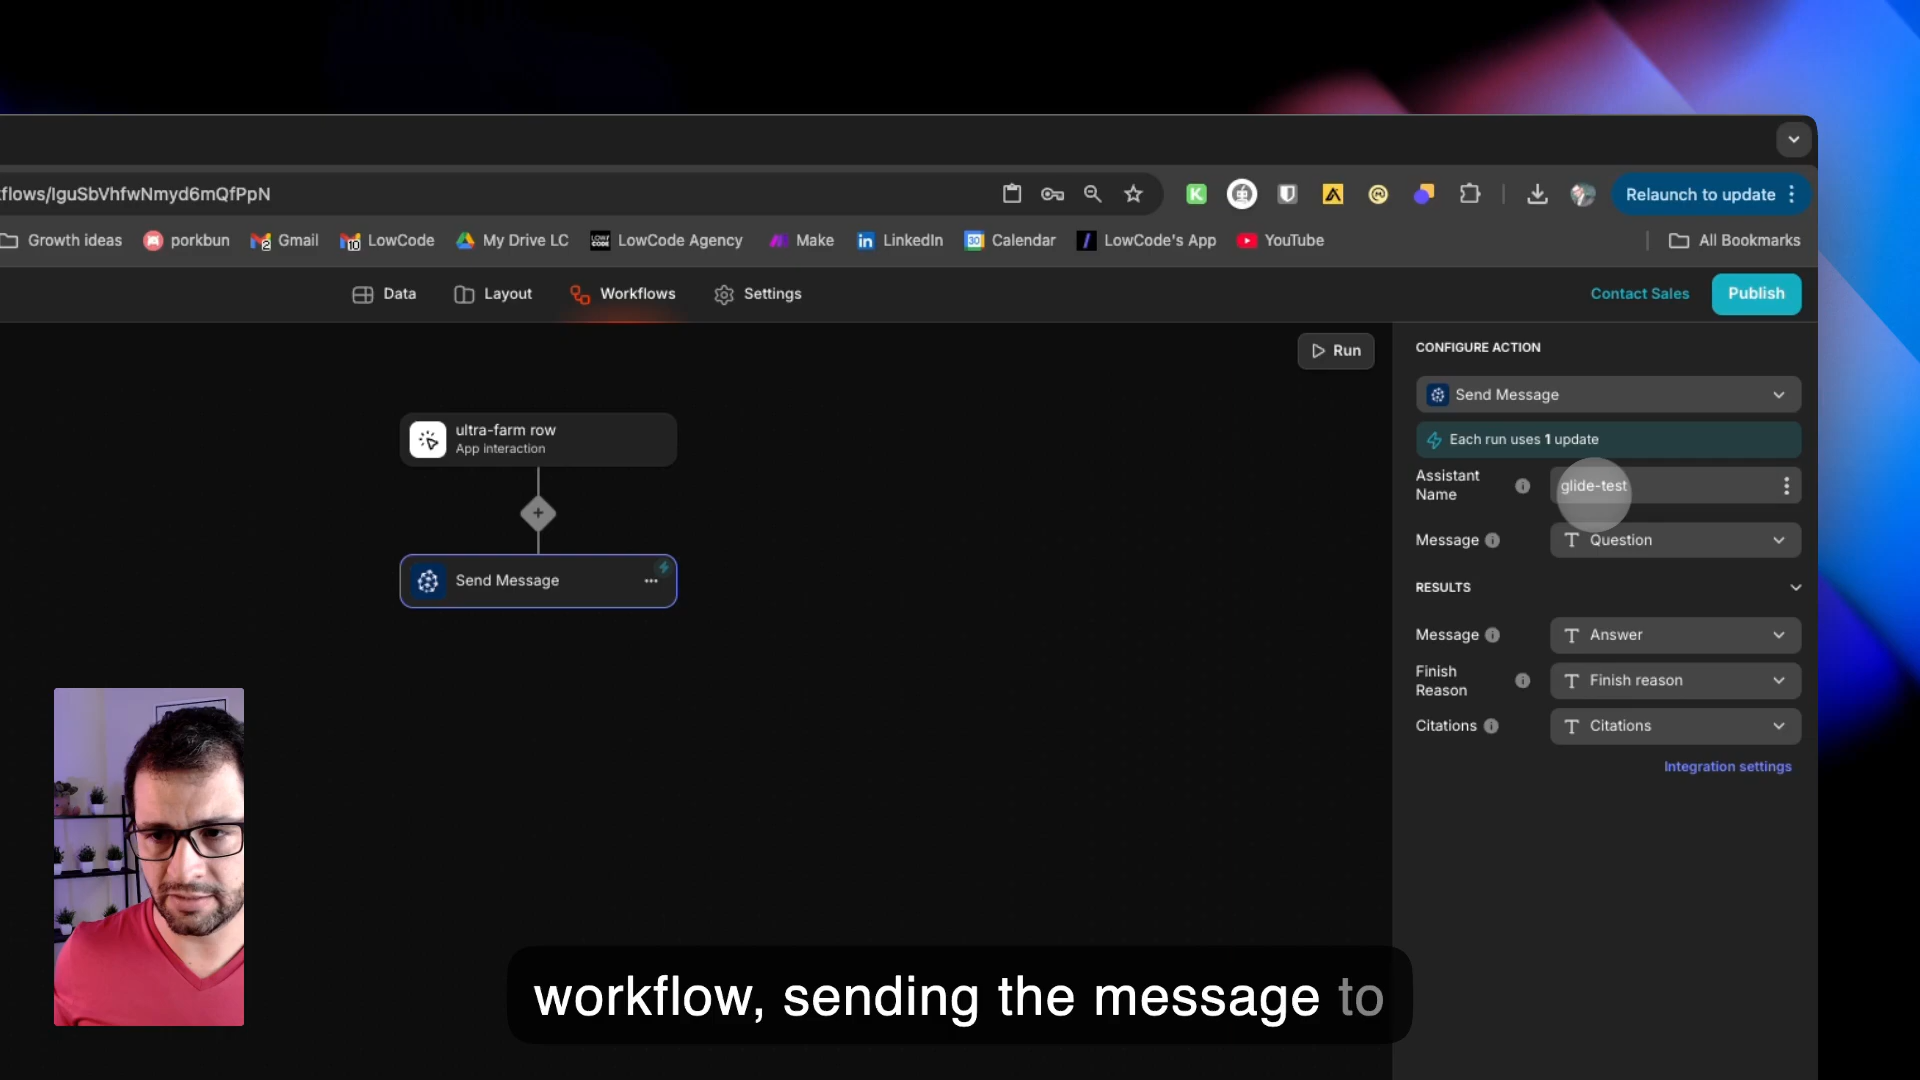 flows/IguSbVhfwNmyd6mQfPpN
Relaunch to update
Growth ideas
porkbun
Gmail
LowCode
My Drive LC
LowCode Agency
Make
LinkedIn
Calendar
LowCode's App
YouTube
All Bookmarks
Data
Layout
Workflows
Settings
Contact Sales
Publish
Run
CONFIGURE ACTION
Send Message
Each run uses 1 update
Assistant
Name
glide-test
Message
Question
RESULTS
Message
Answer
Finish
Reason
Finish reason
Citations
Citations
Integration settings
ultra-farm row
App interaction
Send Message
workflow, sending the message to